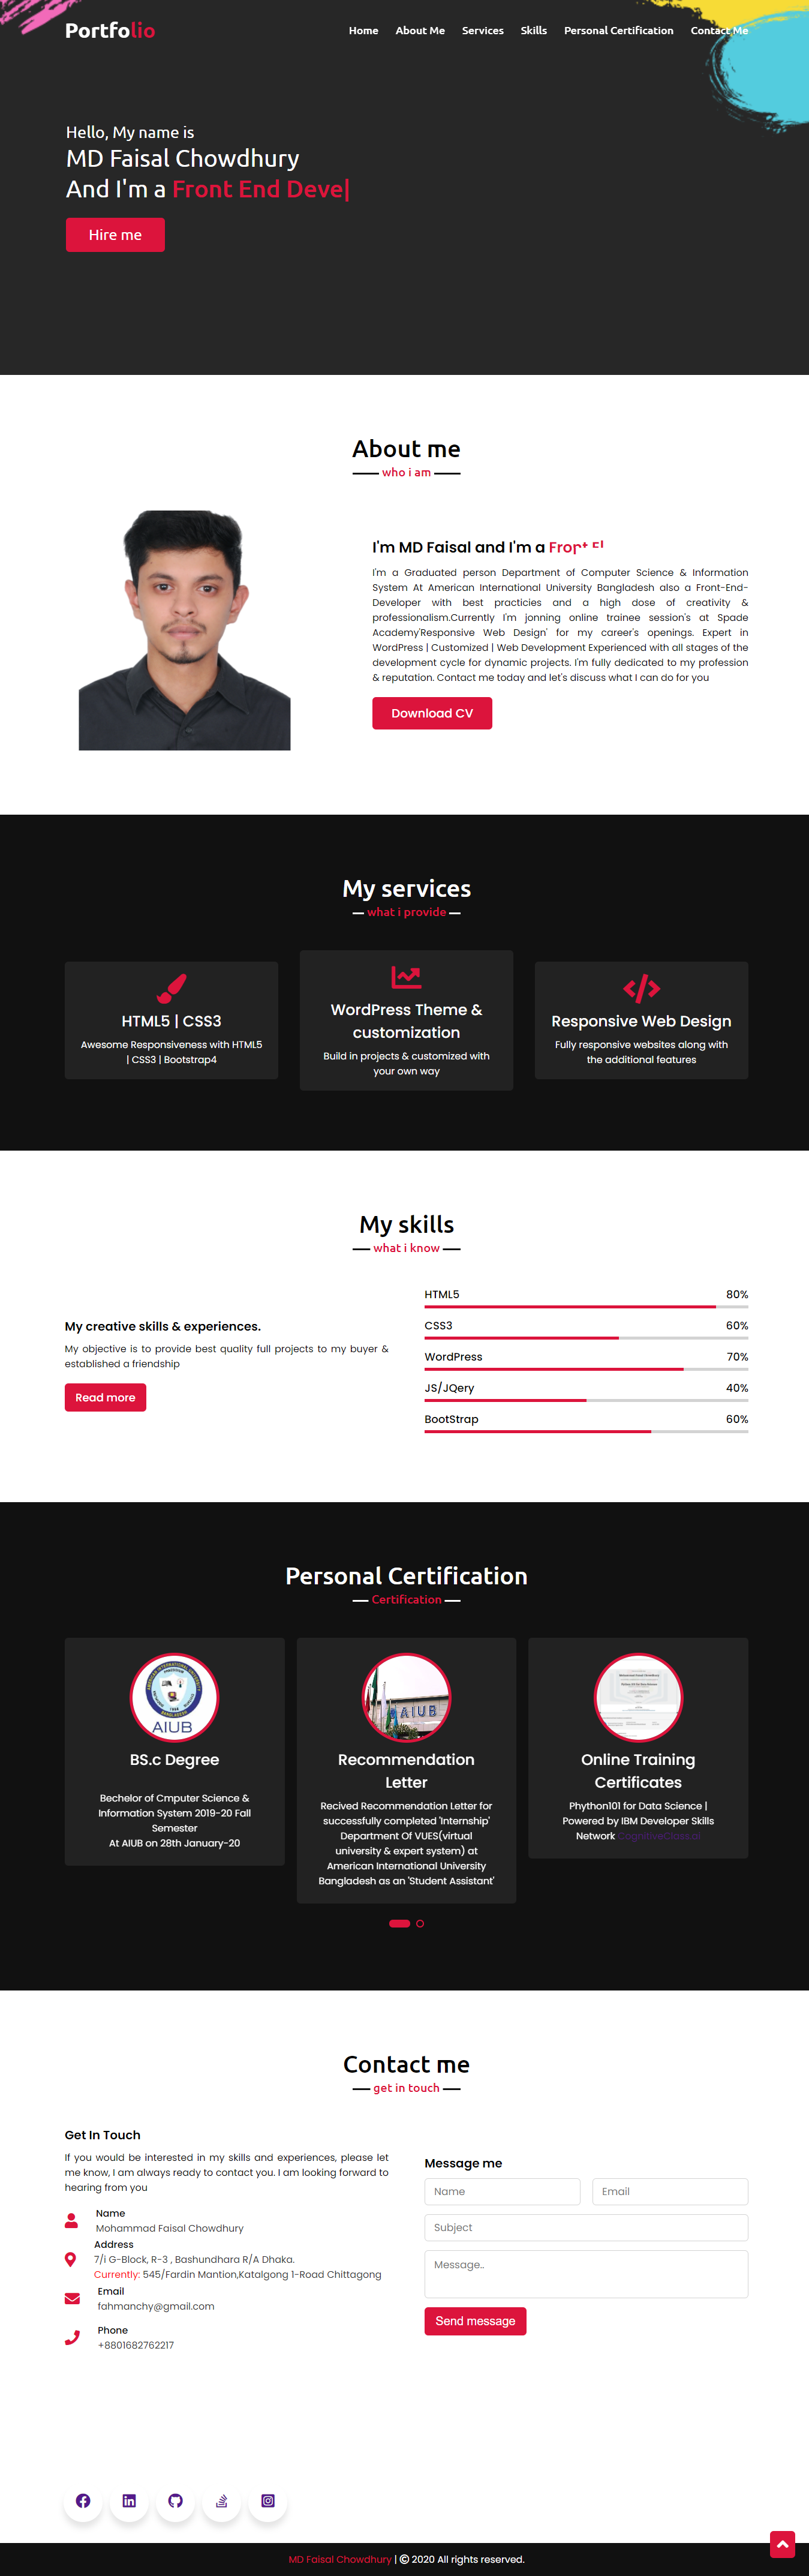 Portfolio
Home About Me Services Skills Personal Certification Contact Me
Hello, My name is
MD Faisal Chowdhury
And I'm a Front End Deve|
Hire me
About me
who i am
I'm MD Faisal and I'm a
I'm a Graduated person Department of Computer Science & Information
System At American International University Bangladesh also a Front-End-
Developer with best practicies and a high dose of creativity &
professionalism.Currently I'm jonning online trainee session's at Spade
Academy'Responsive Web Design' for my career's openings. Expert in
WordPress | Customized | Web Development Experienced with all stages of the
development cycle for dynamic projects. I'm fully dedicated to my profession
& reputation. Contact me today and let's discuss what I can do for you
Download CV
My services
what i provide
HTML5 | CSS3
Awesome Responsiveness with HTML5
| CSS3 | Bootstrap4
WordPress Theme &
customization
Build in projects & customized with
your own way
Responsive Web Design
Fully responsive websites along with
the additional features
My skills
what i know
My creative skills & experiences.
My objective is to provide best quality full projects to my buyer &
established a friendship
Read more
HTML5 80%
CSS3 60%
WordPress 70%
JS/JQery 40%
BootStrap 60%
Personal Certification
Certification
AIUB
BS.c Degree
Bechelor of Cmputer Science &
Information System 2019-20 Fall
Semester
At AIUB on 28th January-20
AIUB
Recommendation
Letter
Recived Recommendation Letter for
successfully completed 'Internship'
Department Of VUES(virtual
university & expert system) at
American International University
Bangladesh as an 'Student Assistant'
Online Training
Certificates
Phython101 for Data Science |
Powered by IBM Developer Skills
Network CognitiveClass.ai
Contact me
get in touch
Get In Touch
If you would be interested in my skills and experiences, please let
me know, I am always ready to contact you. I am looking forward to
hearing from you
Name
Mohammad Faisal Chowdhury
Address
7/i G-Block, R-3 , Bashundhara R/A Dhaka.
Currently: 545/Fardin Mantion,Katalgong 1-Road Chittagong
Email
fahmanchy@gmail.com
Phone
+8801682762217
Message me
Name Email
Subject
Message..
Send message
MD Faisal Chowdhury | © 2020 All rights reserved.